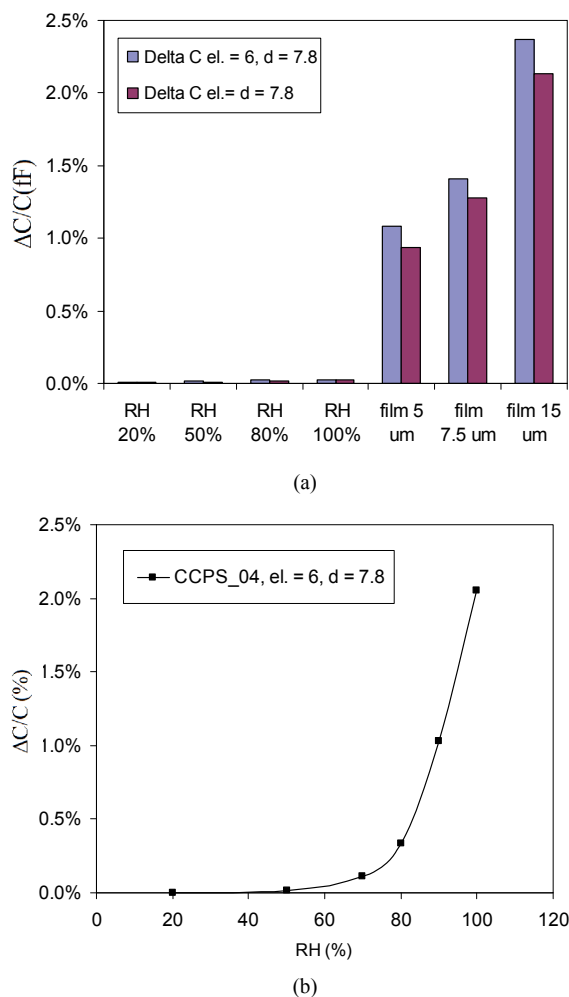 2.5%
Delta C el. = 6, d = 7.8
Delta C el.= d = 7.8
2.0%
1.5%
1.0%
0.5%
0.0%
ΔC/C(fF)
RH 20%
RH 50%
RH 80%
RH 100%
film 5 um
film 7.5 um
film 15 um
(a)
2.5%
CCPS_04, el. = 6, d = 7.8
2.0%
1.5%
1.0%
0.5%
0.0%
ΔC/C (%)
0 20 40 60 80 100 120
RH (%)
(b)